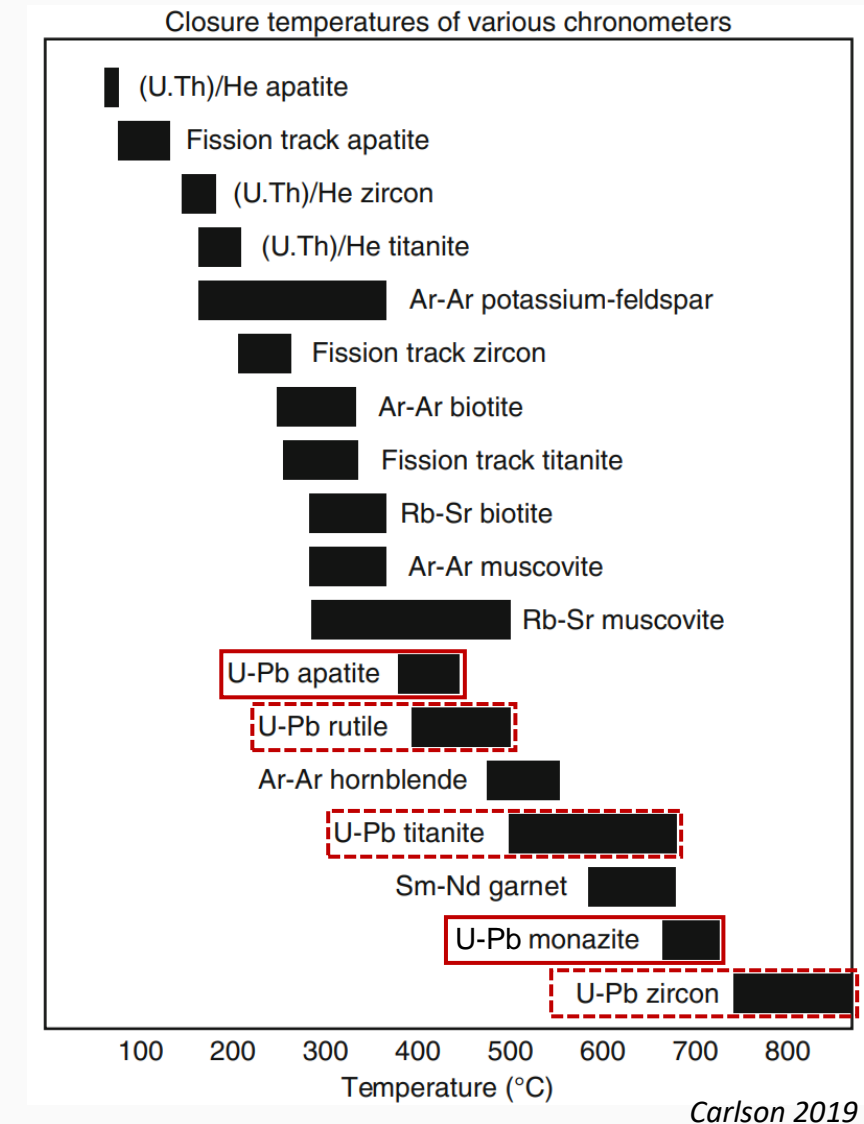 Closure temperatures of various chronometers
(U.Th)/He apatite
Fission track apatite
(U.Th)/He zircon
(U.Th)/He titanite
Ar-Ar potassium-feldspar
Fission track zircon
Ar-Ar biotite
Fission track titanite
Rb-Sr biotite
Ar-Ar muscovite
Rb-Sr muscovite
U-Pb apatite
U-Pb rutile
Ar-Ar hornblende
U-Pb titanite
Sm-Nd garnet
U-Pb monazite
U-Pb zircon
100 200 300 400 500 600 700 800
Temperature (°C)
Carlson 2019